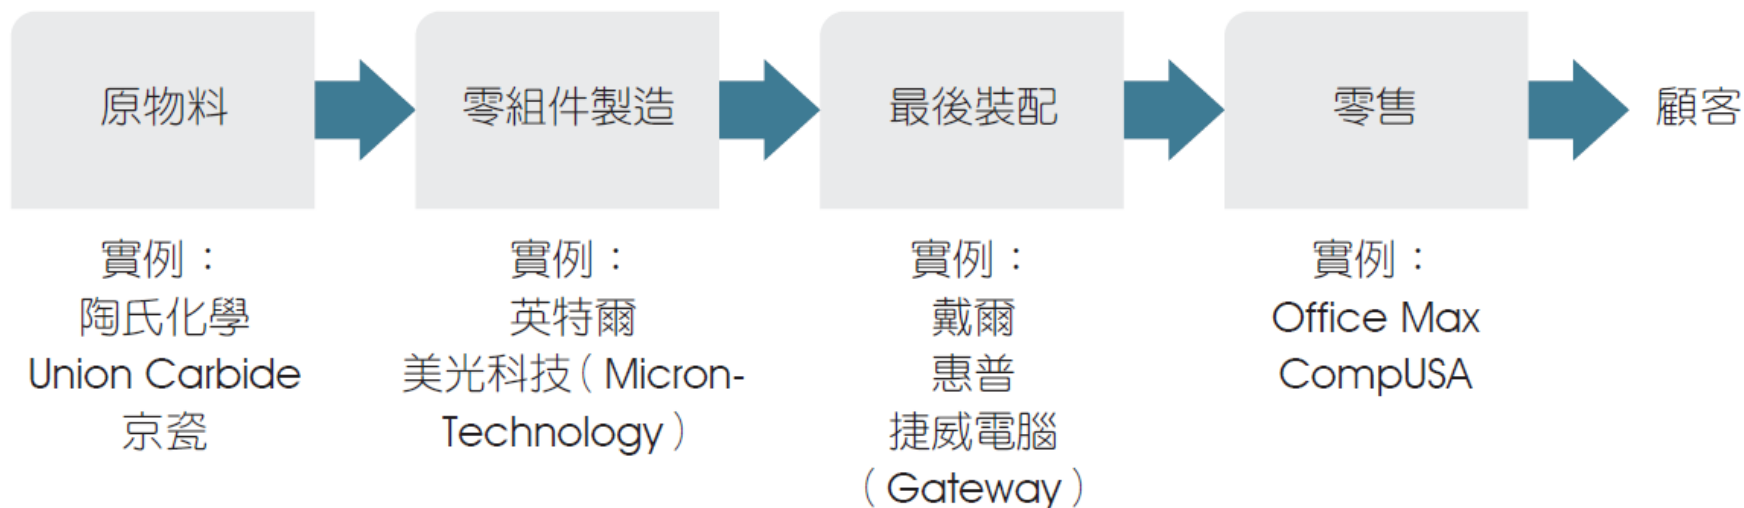 原物料
零組件製造
最後裝配
零售
顧客
實例：
陶氏化學
Union Carbide
京瓷
實例：
英特爾
美光科技（Micron-
Technology）
實例：
戴爾
惠普
捷威電腦
（Gateway）
實例：
Office Max
CompUSA